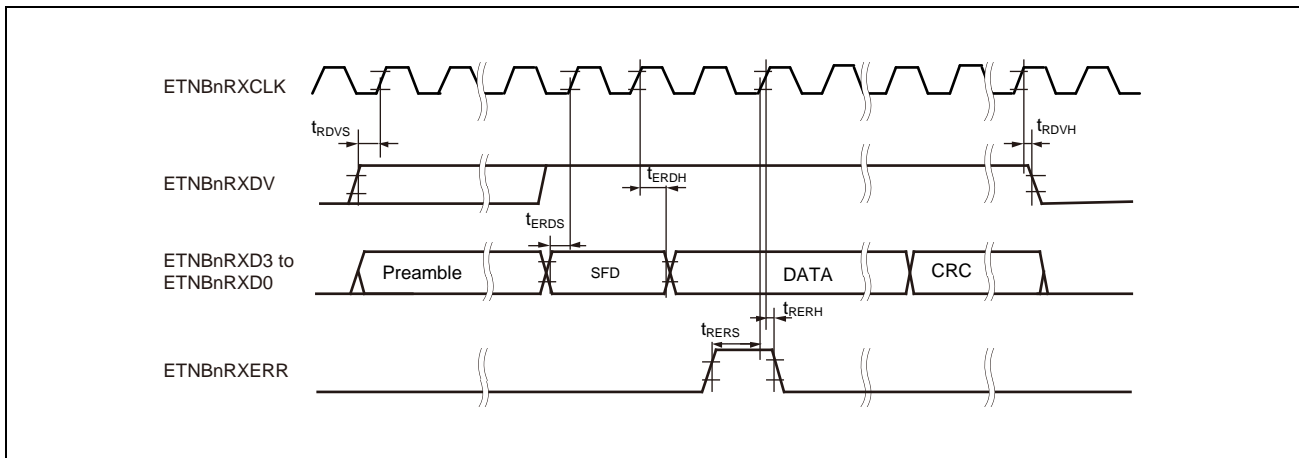 ETNBnRXCLK
tRDVS
tRDVH
ETNBnRXDV
tERDH
tERDS
ETNBnRXD3 to
ETNBnRXD0
Preamble
SFD
DATA
CRC
tRERH
tRERS
ETNBnRXERR